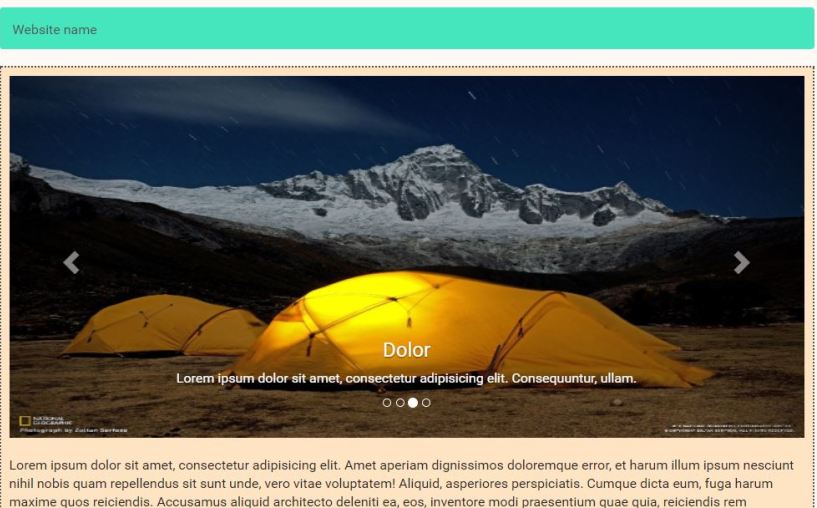 Website name
Dolor
Lorem ipsum dolor sit amet, consectetur adipisicing elit. Consequuntur, ullam.
NATIONAL
GEOGRAPHIC
Photograph by Zoltan
Lorem ipsum dolor sit amet, consectetur adipisicing elit. Amet aperiam dignissimos doloremque error, et harum illum ipsum nesciunt
nihil nobis quam repellendus sit sunt unde, vero vitae voluptatem! Aliquid, asperiores perspiciatis. Cumque dicta eum, fuga harum
maxime quos reiciendis. Accusamus aliquid architecto deleniti ea, eos, inventore modi praesentium quae quia, reiciendis rem